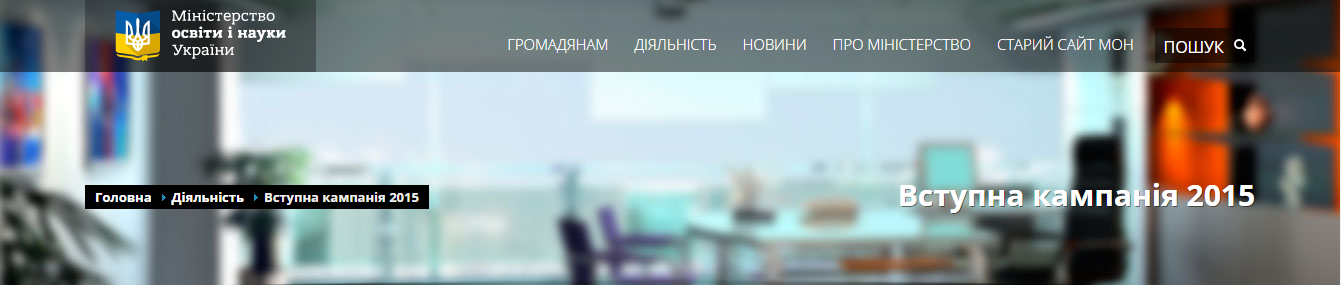 Міністерство
освіти і науки
України
ГРОМАДЯНАМ ДІЯЛЬНІСТЬ НОВИНИ ПРО МІНІСТЕРСТВО СТАРИЙ САЙТ МОН ПОШУК
Головна Діяльність Вступна кампанія 2015
Вступна кампанія 2015